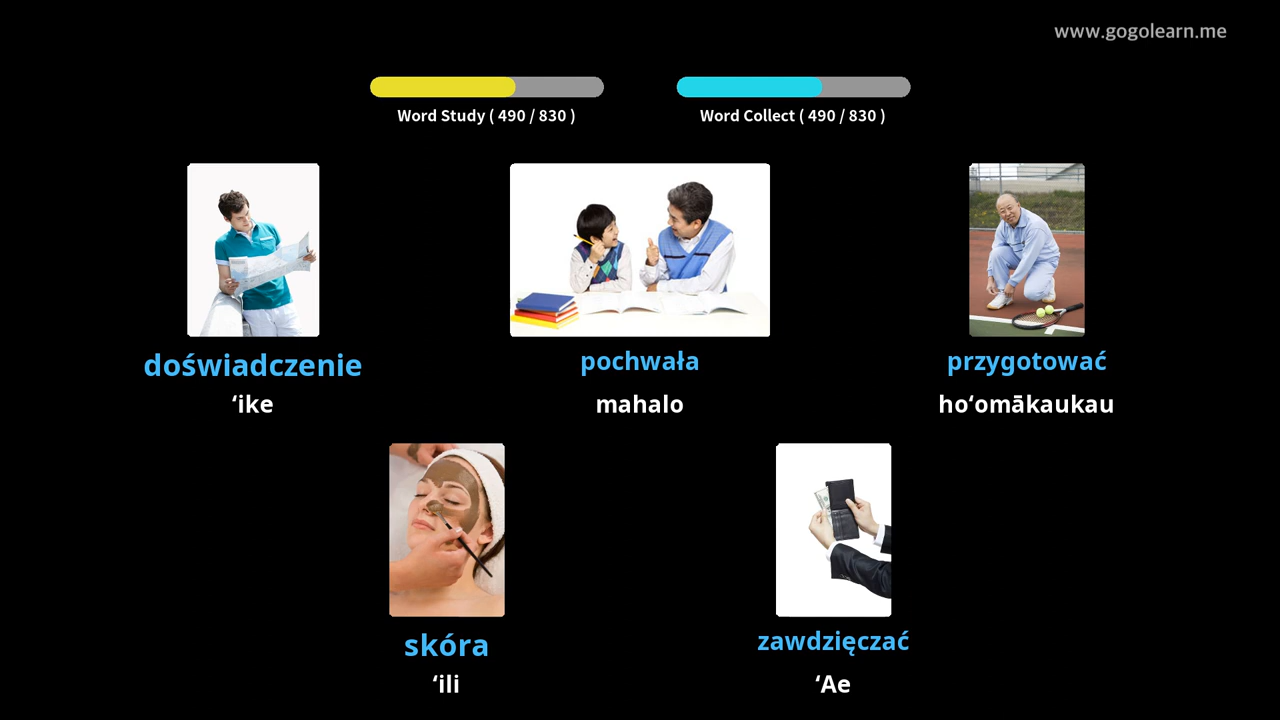 www.gogolearn.me
Word Study ( 490 / 830 )
Word Collect ( 490 / 830 )
doświadczenie
pochwała
przygotować
ʻike
mahalo
hoʻomākaukau
skóra
zawdzięczać
ʻili
ʻAe